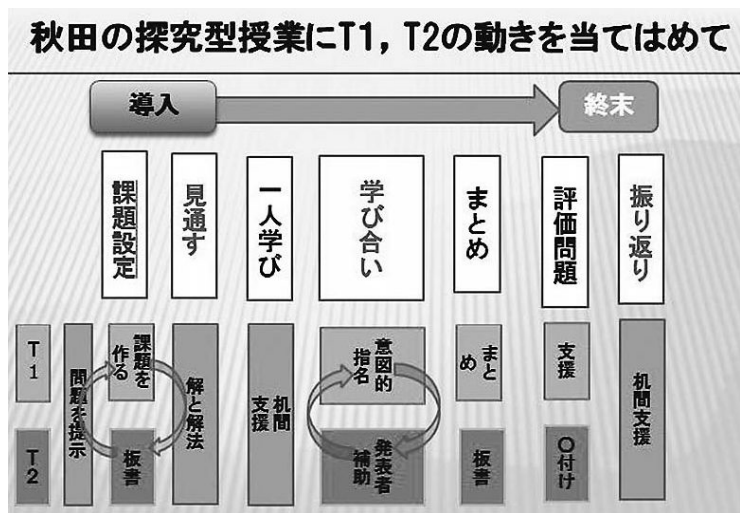 秋田の探究型授業にT1，T2の動きを当てはめて
導入
終末
課題設定
見通す
一人学び
学び合い
まとめ
評価問題
振り返り
T1
T2
問題を提示
課題を
作る
板書
解と解法
机間
支援
意図的
指名
発表者
補助
まと
め
板書
支援
〇付け
机間支援